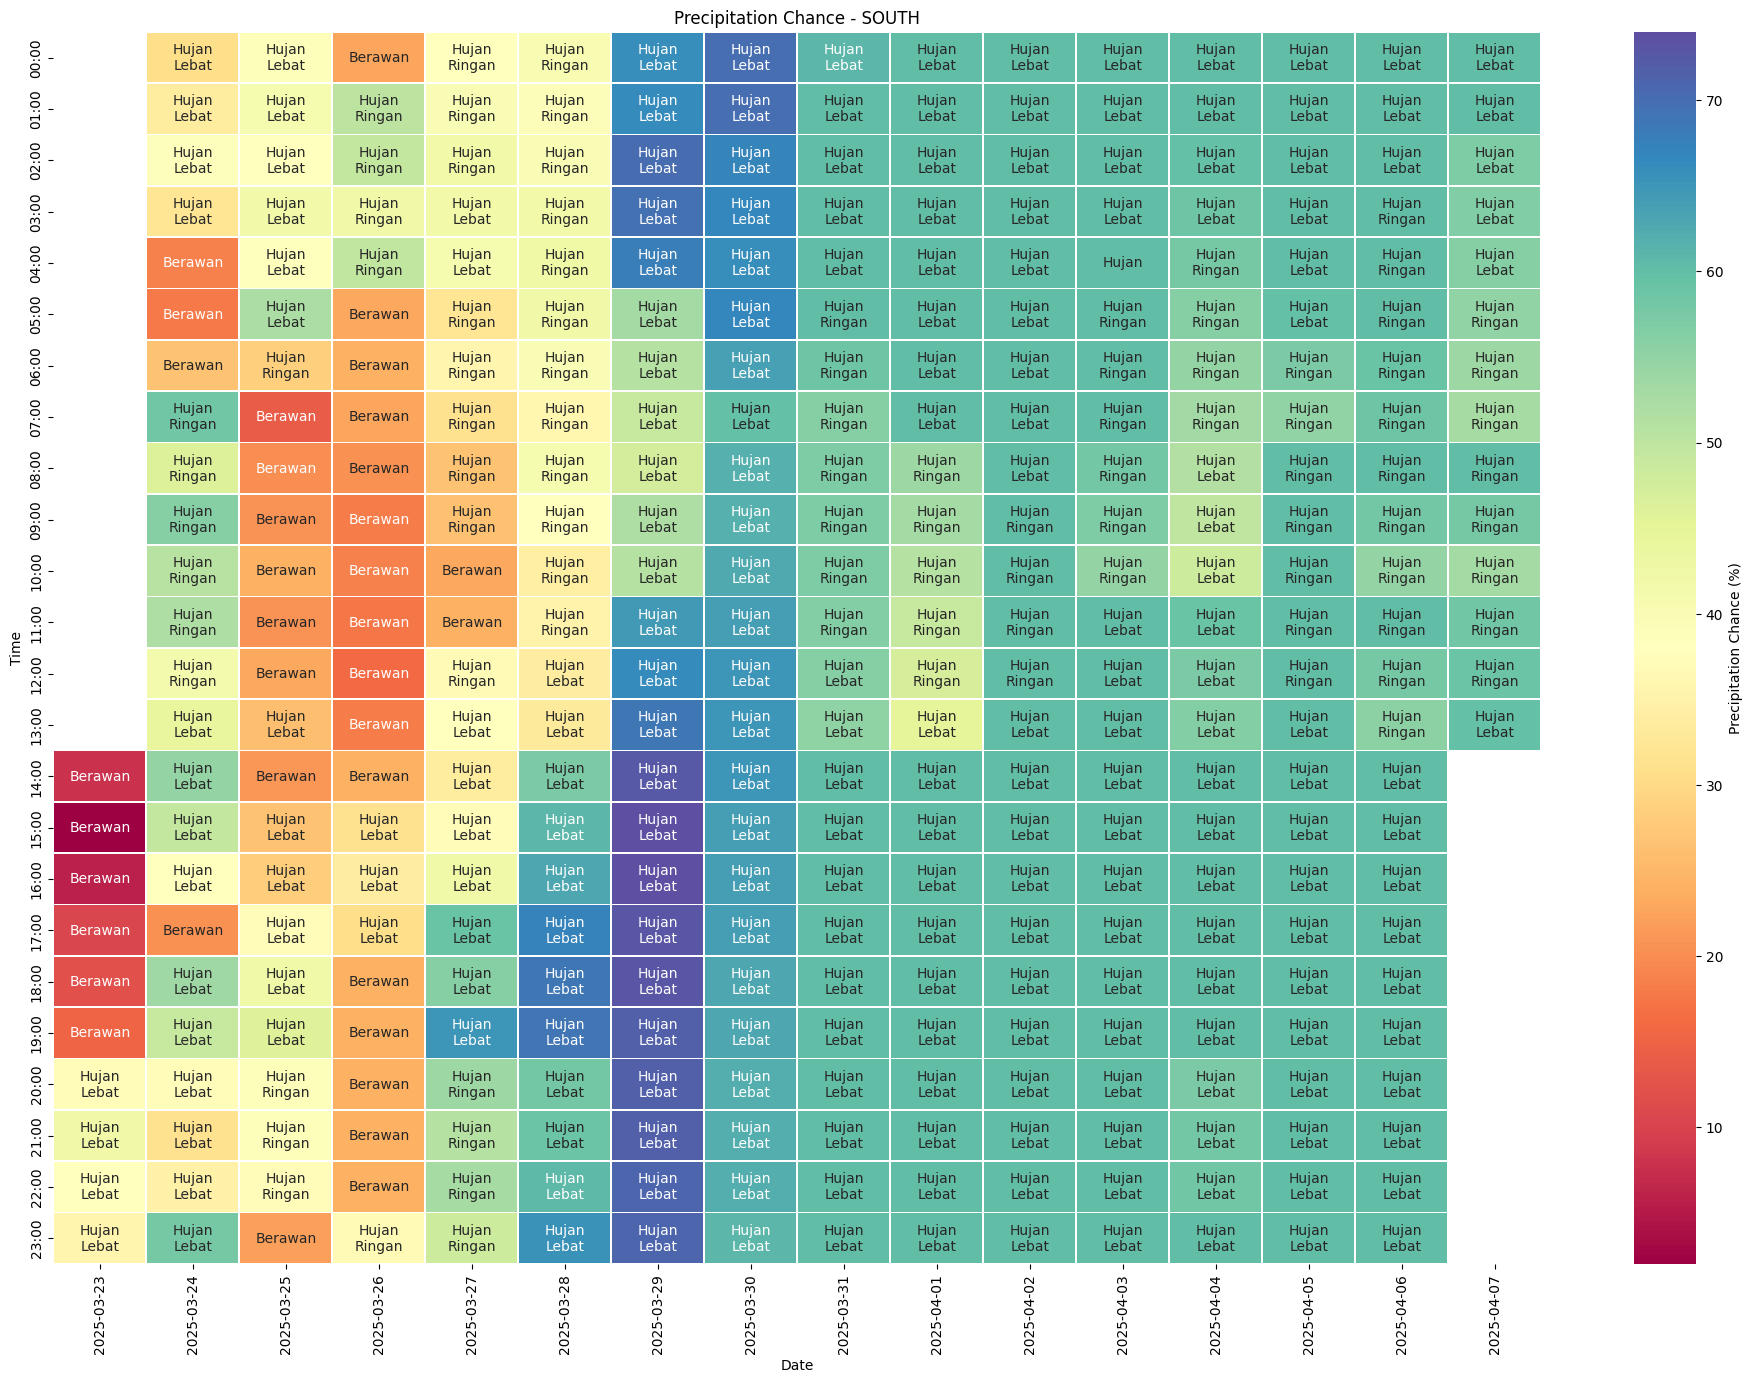 Precipitation Chance - SOUTH
00:00 Hujan Lebat Hujan Lebat Berawan Hujan Ringan Hujan Ringan Hujan Lebat Hujan Lebat Hujan Lebat Hujan Lebat Hujan Lebat Hujan Lebat Hujan Lebat Hujan Lebat Hujan Lebat Hujan Lebat
01:00 Hujan Lebat Hujan Lebat Hujan Ringan Hujan Ringan Hujan Ringan Hujan Lebat Hujan Lebat Hujan Lebat Hujan Lebat Hujan Lebat Hujan Lebat Hujan Lebat Hujan Lebat Hujan Lebat Hujan Lebat
02:00 Hujan Lebat Hujan Lebat Hujan Ringan Hujan Ringan Hujan Ringan Hujan Lebat Hujan Lebat Hujan Lebat Hujan Lebat Hujan Lebat Hujan Lebat Hujan Lebat Hujan Lebat Hujan Lebat Hujan Lebat
03:00 Hujan Lebat Hujan Lebat Hujan Ringan Hujan Lebat Hujan Ringan Hujan Lebat Hujan Lebat Hujan Lebat Hujan Lebat Hujan Lebat Hujan Lebat Hujan Lebat Hujan Lebat Hujan Ringan Hujan Lebat
04:00 Berawan Hujan Lebat Hujan Ringan Hujan Lebat Hujan Ringan Hujan Lebat Hujan Lebat Hujan Lebat Hujan Lebat Hujan Lebat Hujan Hujan Ringan Hujan Lebat Hujan Ringan Hujan Lebat
05:00 Berawan Hujan Lebat Berawan Hujan Ringan Hujan Ringan Hujan Lebat Hujan Lebat Hujan Ringan Hujan Lebat Hujan Lebat Hujan Ringan Hujan Ringan Hujan Lebat Hujan Ringan Hujan Ringan
06:00 Berawan Hujan Ringan Berawan Hujan Ringan Hujan Ringan Hujan Lebat Hujan Lebat Hujan Ringan Hujan Lebat Hujan Lebat Hujan Ringan Hujan Ringan Hujan Ringan Hujan Ringan Hujan Ringan
07:00 Hujan Ringan Berawan Berawan Hujan Ringan Hujan Ringan Hujan Lebat Hujan Lebat Hujan Ringan Hujan Lebat Hujan Lebat Hujan Ringan Hujan Ringan Hujan Ringan Hujan Ringan Hujan Ringan
08:00 Hujan Ringan Berawan Berawan Hujan Ringan Hujan Ringan Hujan Lebat Hujan Lebat Hujan Ringan Hujan Ringan Hujan Lebat Hujan Ringan Hujan Lebat Hujan Ringan Hujan Ringan Hujan Ringan
09:00 Hujan Ringan Berawan Berawan Hujan Ringan Hujan Ringan Hujan Lebat Hujan Lebat Hujan Ringan Hujan Ringan Hujan Ringan Hujan Ringan Hujan Lebat Hujan Ringan Hujan Ringan Hujan Ringan
10:00 Hujan Ringan Berawan Berawan Berawan Hujan Ringan Hujan Lebat Hujan Lebat Hujan Ringan Hujan Ringan Hujan Ringan Hujan Ringan Hujan Lebat Hujan Ringan Hujan Ringan Hujan Ringan
11:00 Hujan Ringan Berawan Berawan Berawan Hujan Ringan Hujan Lebat Hujan Lebat Hujan Ringan Hujan Ringan Hujan Ringan Hujan Lebat Hujan Lebat Hujan Ringan Hujan Ringan Hujan Ringan
12:00 Hujan Ringan Berawan Berawan Hujan Ringan Hujan Lebat Hujan Lebat Hujan Lebat Hujan Lebat Hujan Ringan Hujan Ringan Hujan Lebat Hujan Lebat Hujan Ringan Hujan Ringan Hujan Ringan
13:00 Hujan Lebat Hujan Lebat Berawan Hujan Lebat Hujan Lebat Hujan Lebat Hujan Lebat Hujan Lebat Hujan Lebat Hujan Lebat Hujan Lebat Hujan Lebat Hujan Lebat Hujan Ringan Hujan Lebat
14:00 Berawan Hujan Lebat Berawan Berawan Hujan Lebat Hujan Lebat Hujan Lebat Hujan Lebat Hujan Lebat Hujan Lebat Hujan Lebat Hujan Lebat Hujan Lebat Hujan Lebat Hujan Lebat
15:00 Berawan Hujan Lebat Hujan Lebat Hujan Lebat Hujan Lebat Hujan Lebat Hujan Lebat Hujan Lebat Hujan Lebat Hujan Lebat Hujan Lebat Hujan Lebat Hujan Lebat Hujan Lebat Hujan Lebat
16:00 Berawan Hujan Lebat Hujan Lebat Hujan Lebat Hujan Lebat Hujan Lebat Hujan Lebat Hujan Lebat Hujan Lebat Hujan Lebat Hujan Lebat Hujan Lebat Hujan Lebat Hujan Lebat Hujan Lebat
17:00 Berawan Berawan Hujan Lebat Hujan Lebat Hujan Lebat Hujan Lebat Hujan Lebat Hujan Lebat Hujan Lebat Hujan Lebat Hujan Lebat Hujan Lebat Hujan Lebat Hujan Lebat Hujan Lebat
18:00 Berawan Hujan Lebat Hujan Lebat Berawan Hujan Lebat Hujan Lebat Hujan Lebat Hujan Lebat Hujan Lebat Hujan Lebat Hujan Lebat Hujan Lebat Hujan Lebat Hujan Lebat Hujan Lebat
19:00 Berawan Hujan Lebat Hujan Lebat Berawan Hujan Lebat Hujan Lebat Hujan Lebat Hujan Lebat Hujan Lebat Hujan Lebat Hujan Lebat Hujan Lebat Hujan Lebat Hujan Lebat Hujan Lebat
20:00 Hujan Lebat Hujan Lebat Hujan Ringan Berawan Hujan Ringan Hujan Lebat Hujan Lebat Hujan Lebat Hujan Lebat Hujan Lebat Hujan Lebat Hujan Lebat Hujan Lebat Hujan Lebat Hujan Lebat
21:00 Hujan Lebat Hujan Lebat Hujan Ringan Berawan Hujan Ringan Hujan Lebat Hujan Lebat Hujan Lebat Hujan Lebat Hujan Lebat Hujan Lebat Hujan Lebat Hujan Lebat Hujan Lebat Hujan Lebat
22:00 Hujan Lebat Hujan Lebat Hujan Ringan Berawan Hujan Ringan Hujan Lebat Hujan Lebat Hujan Lebat Hujan Lebat Hujan Lebat Hujan Lebat Hujan Lebat Hujan Lebat Hujan Lebat Hujan Lebat
23:00 Hujan Lebat Hujan Lebat Berawan Hujan Ringan Hujan Ringan Hujan Lebat Hujan Lebat Hujan Lebat Hujan Lebat Hujan Lebat Hujan Lebat Hujan Lebat Hujan Lebat Hujan Lebat Hujan Lebat
2025-03-23 2025-03-24 2025-03-25 2025-03-26 2025-03-27 2025-03-28 2025-03-29 2025-03-30 2025-03-31 2025-04-01 2025-04-02 2025-04-03 2025-04-04 2025-04-05 2025-04-06 2025-04-07
Date
Time
70
60
50
40
30
20
10
Precipitation Chance (%)